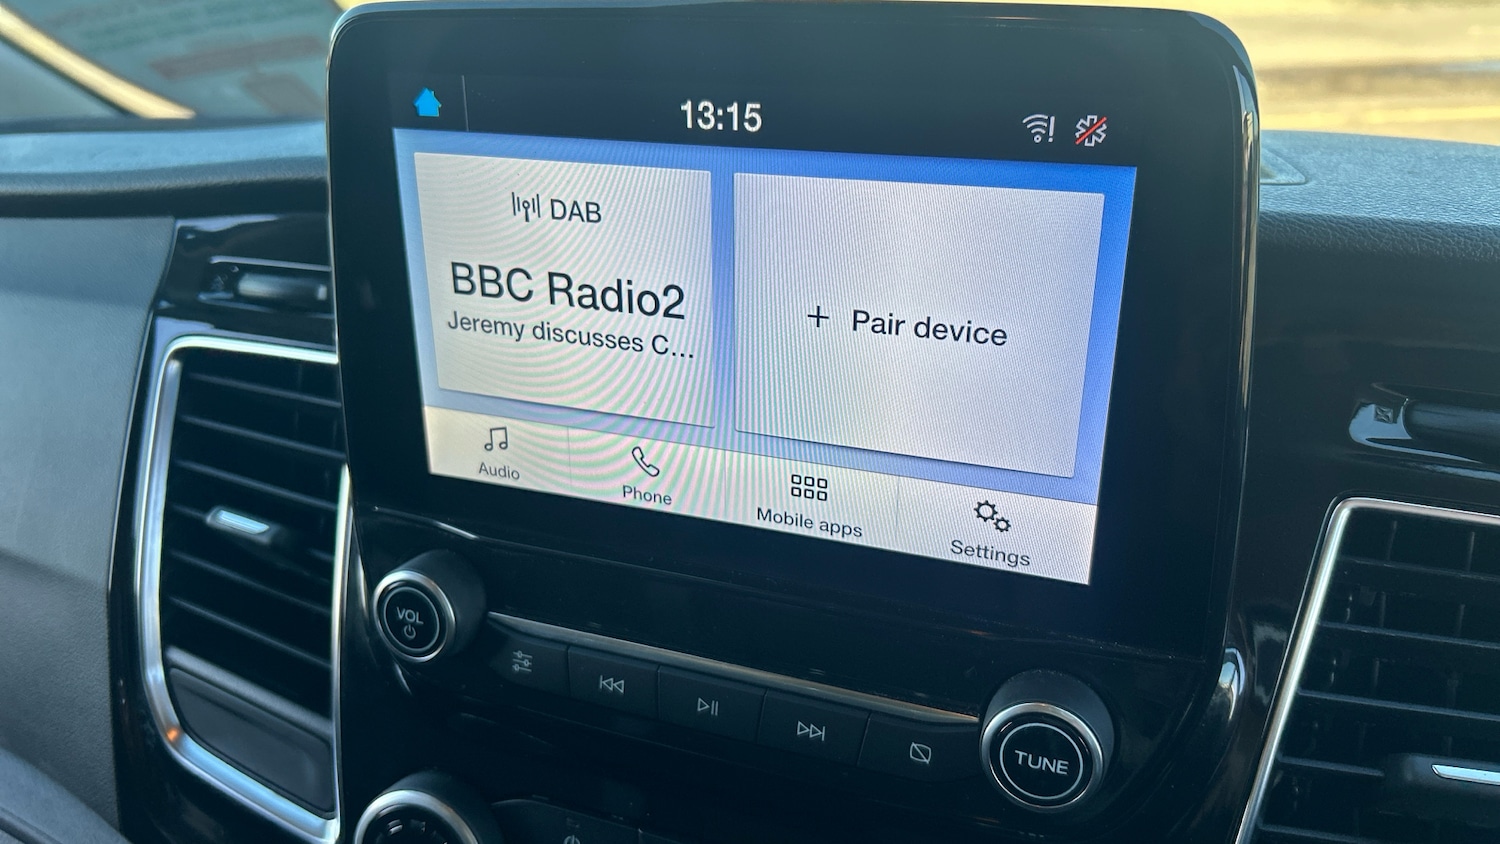 13:15
DAB
BBC Radio2
Jeremy discusses C...
+ Pair device
Audio
Phone
Mobile apps
Settings
VOL
TUNE